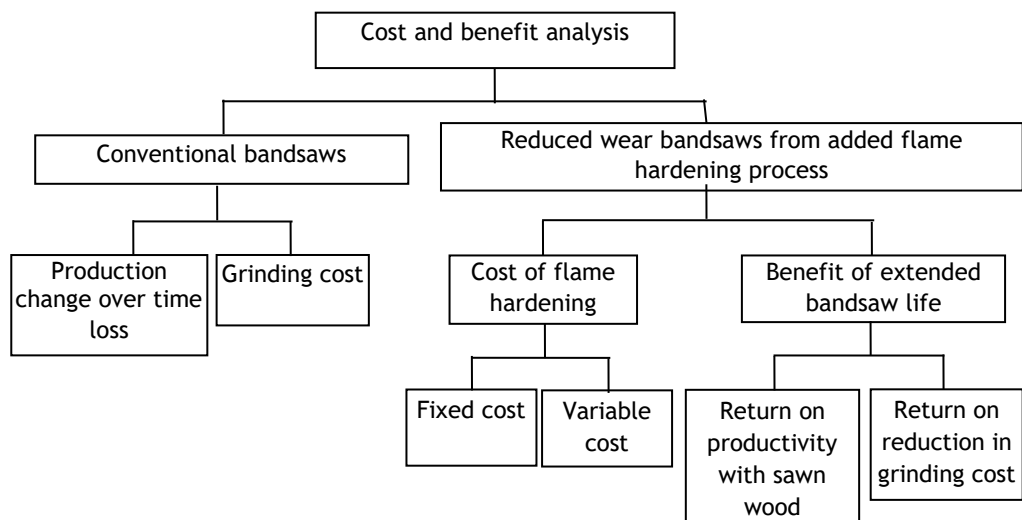 Cost and benefit analysis
Conventional bandsaws
Reduced wear bandsaws from added flame
hardening process
Production
change over time
loss
Grinding cost
Cost of flame
hardening
Benefit of extended
bandsaw life
Fixed cost
Variable
cost
Return on
productivity
with sawn
wood
Return on
reduction in
grinding cost